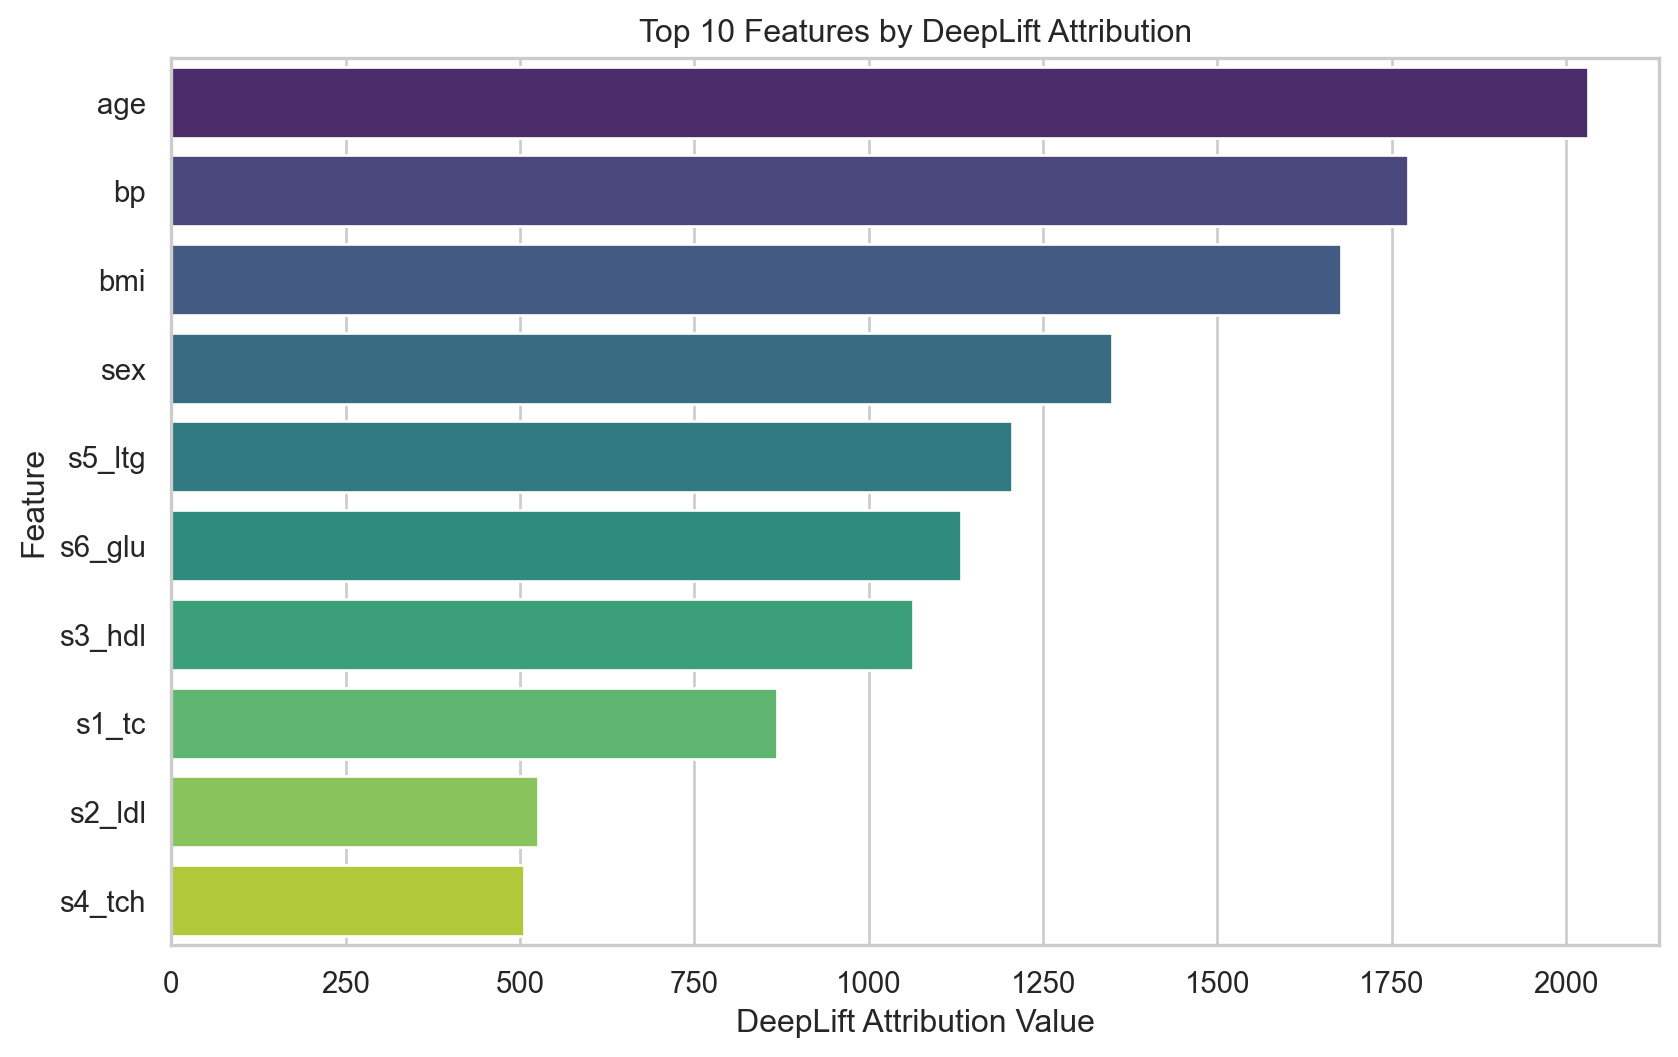 Top 10 Features by DeepLift Attribution
age
bp
bmi
sex
s5_ltg
s6_glu
s3_hdl
s1_tc
s2_ldl
s4_tch
Feature
0 250 500 750 1000 1250 1500 1750 2000
DeepLift Attribution Value